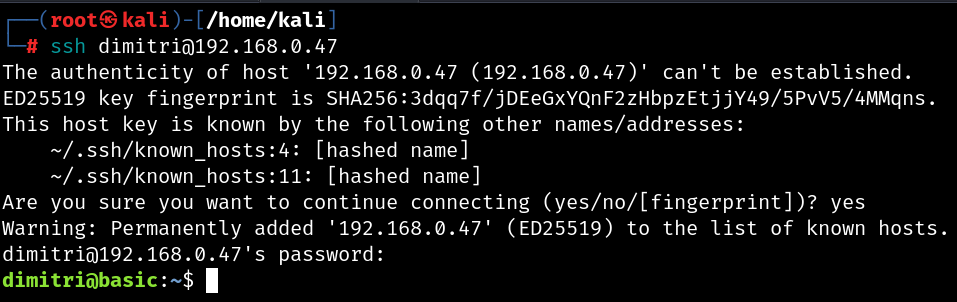 ┌──(root㉿kali)-[/home/kali]
└─# ssh dimitri@192.168.0.47
The authenticity of host '192.168.0.47 (192.168.0.47)' can't be established.
ED25519 key fingerprint is SHA256:3dqq7f/jDEeGxYQnF2zHbpzEtjjY49/5PvV5/4MMqns.
This host key is known by the following other names/addresses:
    ~/.ssh/known_hosts:4: [hashed name]
    ~/.ssh/known_hosts:11: [hashed name]
Are you sure you want to continue connecting (yes/no/[fingerprint])? yes
Warning: Permanently added '192.168.0.47' (ED25519) to the list of known hosts.
dimitri@192.168.0.47's password:
dimitri@basic:~$